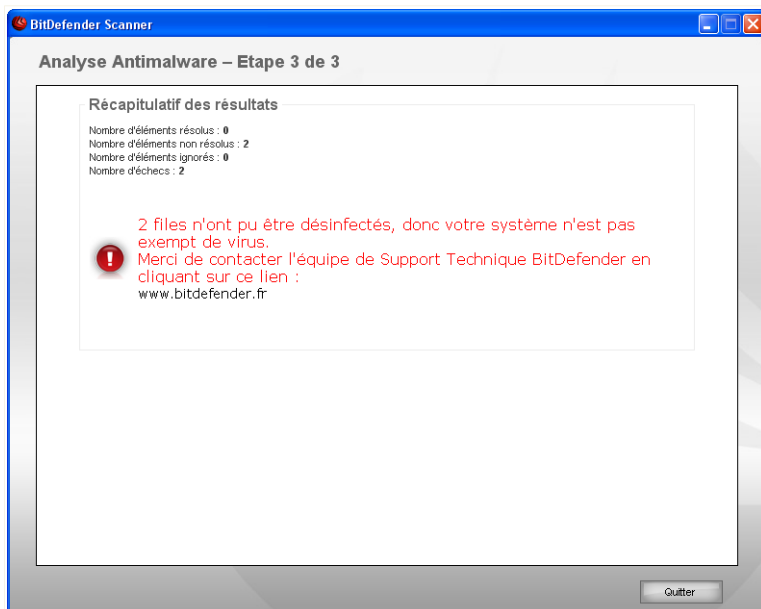 BitDefender Scanner
Analyse Antimalware – Etape 3 de 3
Récapitulatif des résultats
Nombre d'éléments résolus : 0
Nombre d'éléments non résolus : 2
Nombre d'éléments ignorés : 0
Nombre d'échecs : 2
2 files n'ont pu être désinfectés, donc votre système n'est pas
exempt de virus.
Merci de contacter l'équipe de Support Technique BitDefender en
cliquant sur ce lien :
www.bitdefender.fr
Quitter